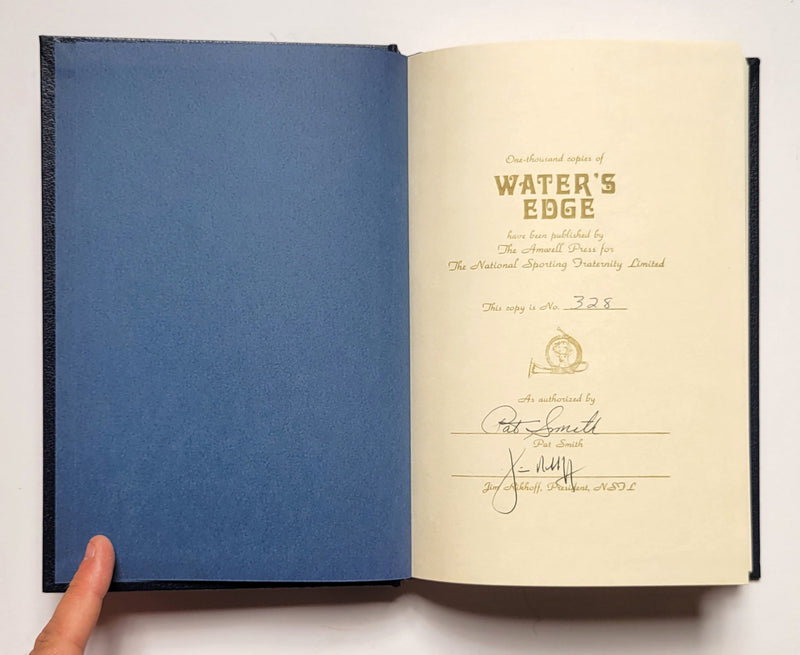 One-thousand copies of
WATER'S
EDGE
have been published by
The Amwell Press for
The National Sporting Fraternity Limited
This copy is No. 328
As authorized by
Pat Smith
Pat Smith
Jim Rikhoff, President, NSFL